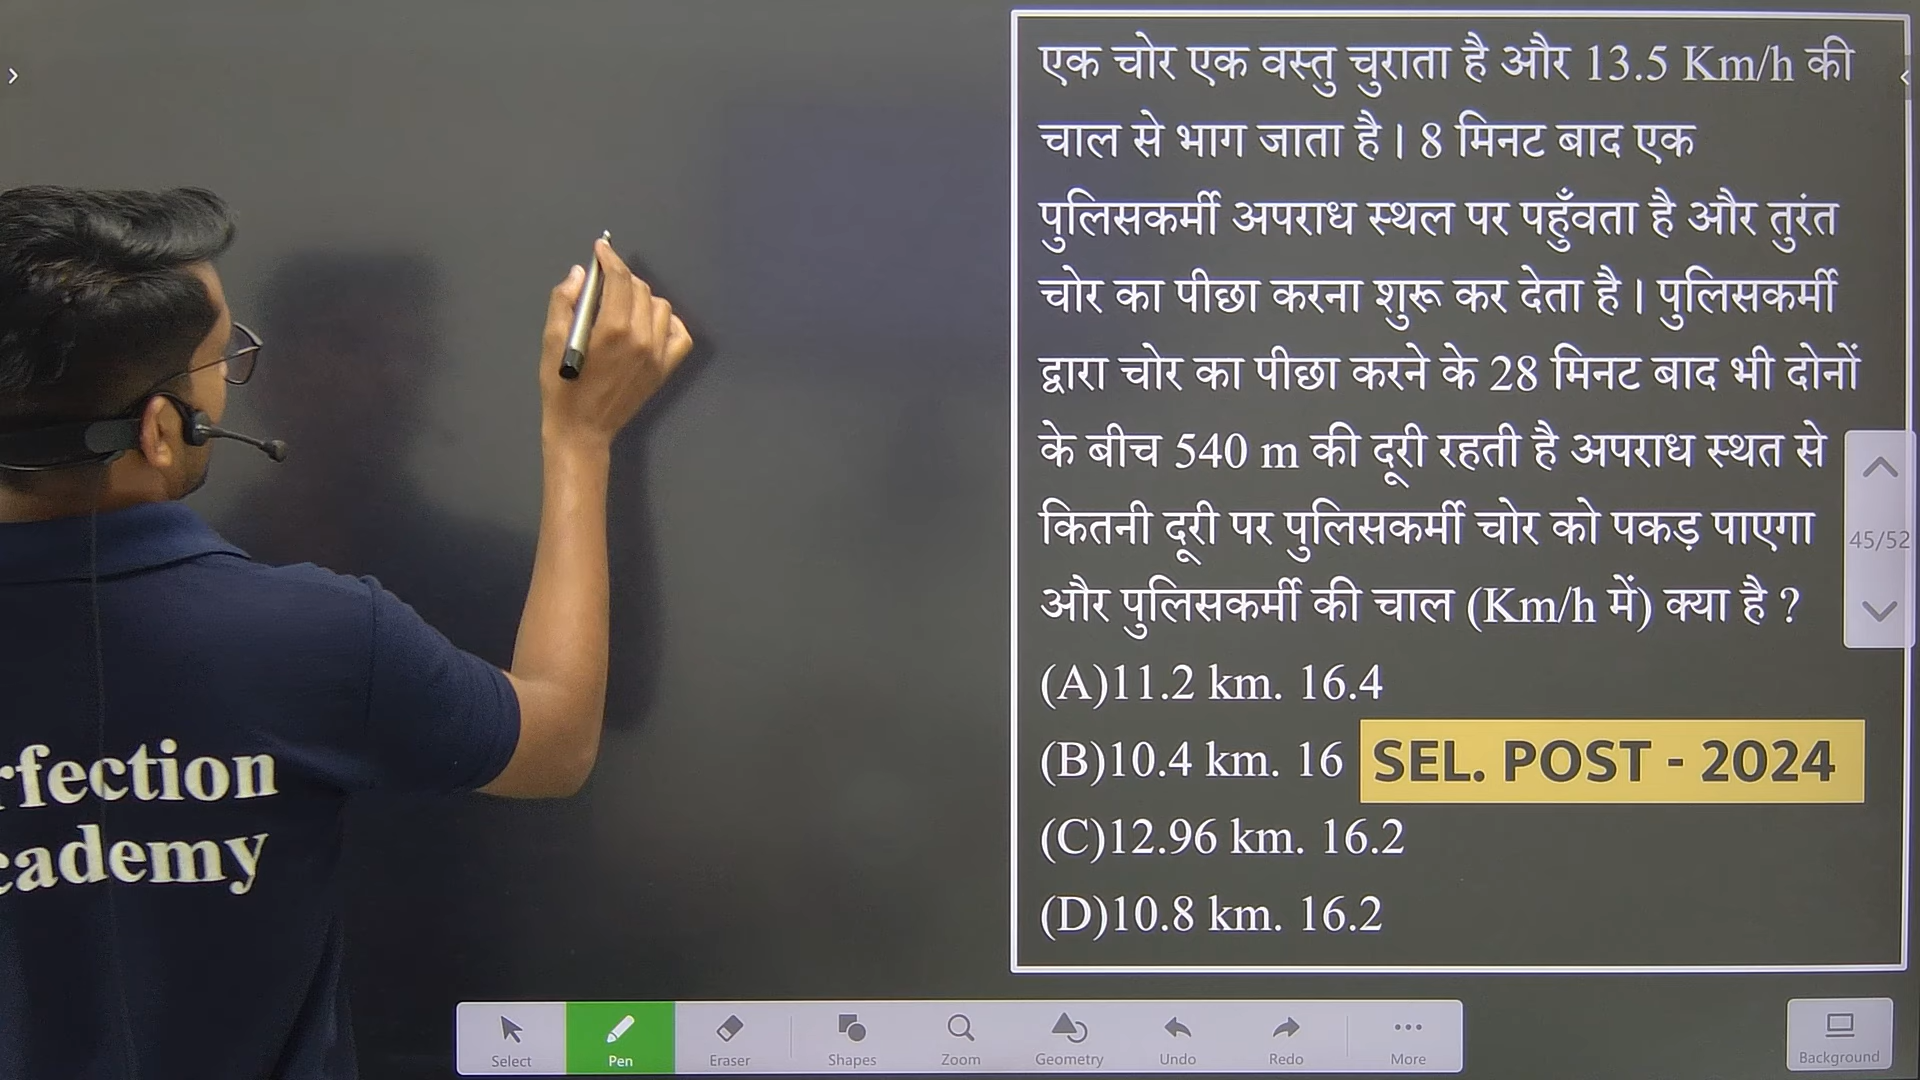 एक चोर एक वस्तु चुराता है और 13.5 Km/h की
चाल से भाग जाता है। 8 मिनट बाद एक
पुलिसकर्मी अपराध स्थल पर पहुँवता है और तुरंत
चोर का पीछा करना शुरू कर देता है। पुलिसकर्मी
द्वारा चोर का पीछा करने के 28 मिनट बाद भी दोनों
के बीच 540 m की दूरी रहती है अपराध स्थत से
कितनी दूरी पर पुलिसकर्मी चोर को पकड़ पाएगा
और पुलिसकर्मी की चाल (Km/h में) क्या है ?
(A)11.2 km. 16.4
(B)10.4 km. 16
SEL. POST - 2024
(C)12.96 km. 16.2
(D)10.8 km. 16.2
45/52
rfection
cademy
Select
Pen
Eraser
Shapes
Zoom
Geometry
Undo
Redo
More
Background